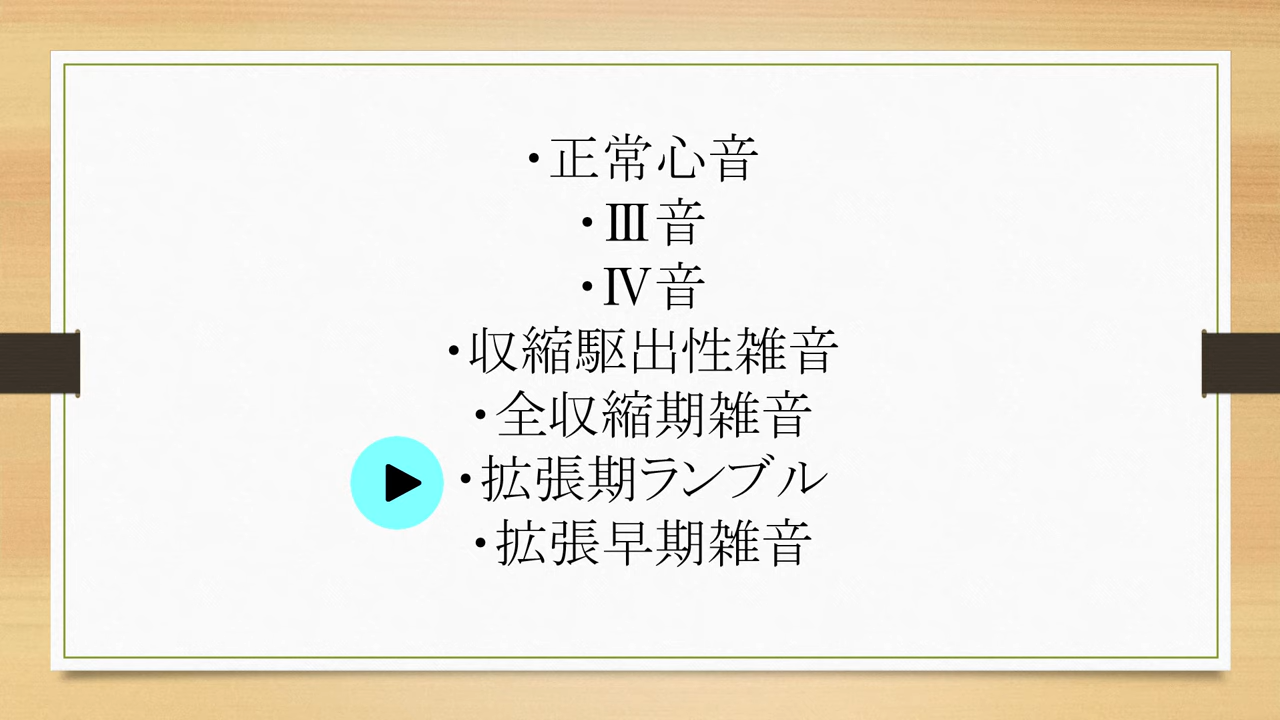 ・正常心音
・Ⅲ音
・Ⅳ音
・収縮駆出性雑音
・全収縮期雑音
・拡張期ランブル
・拡張早期雑音